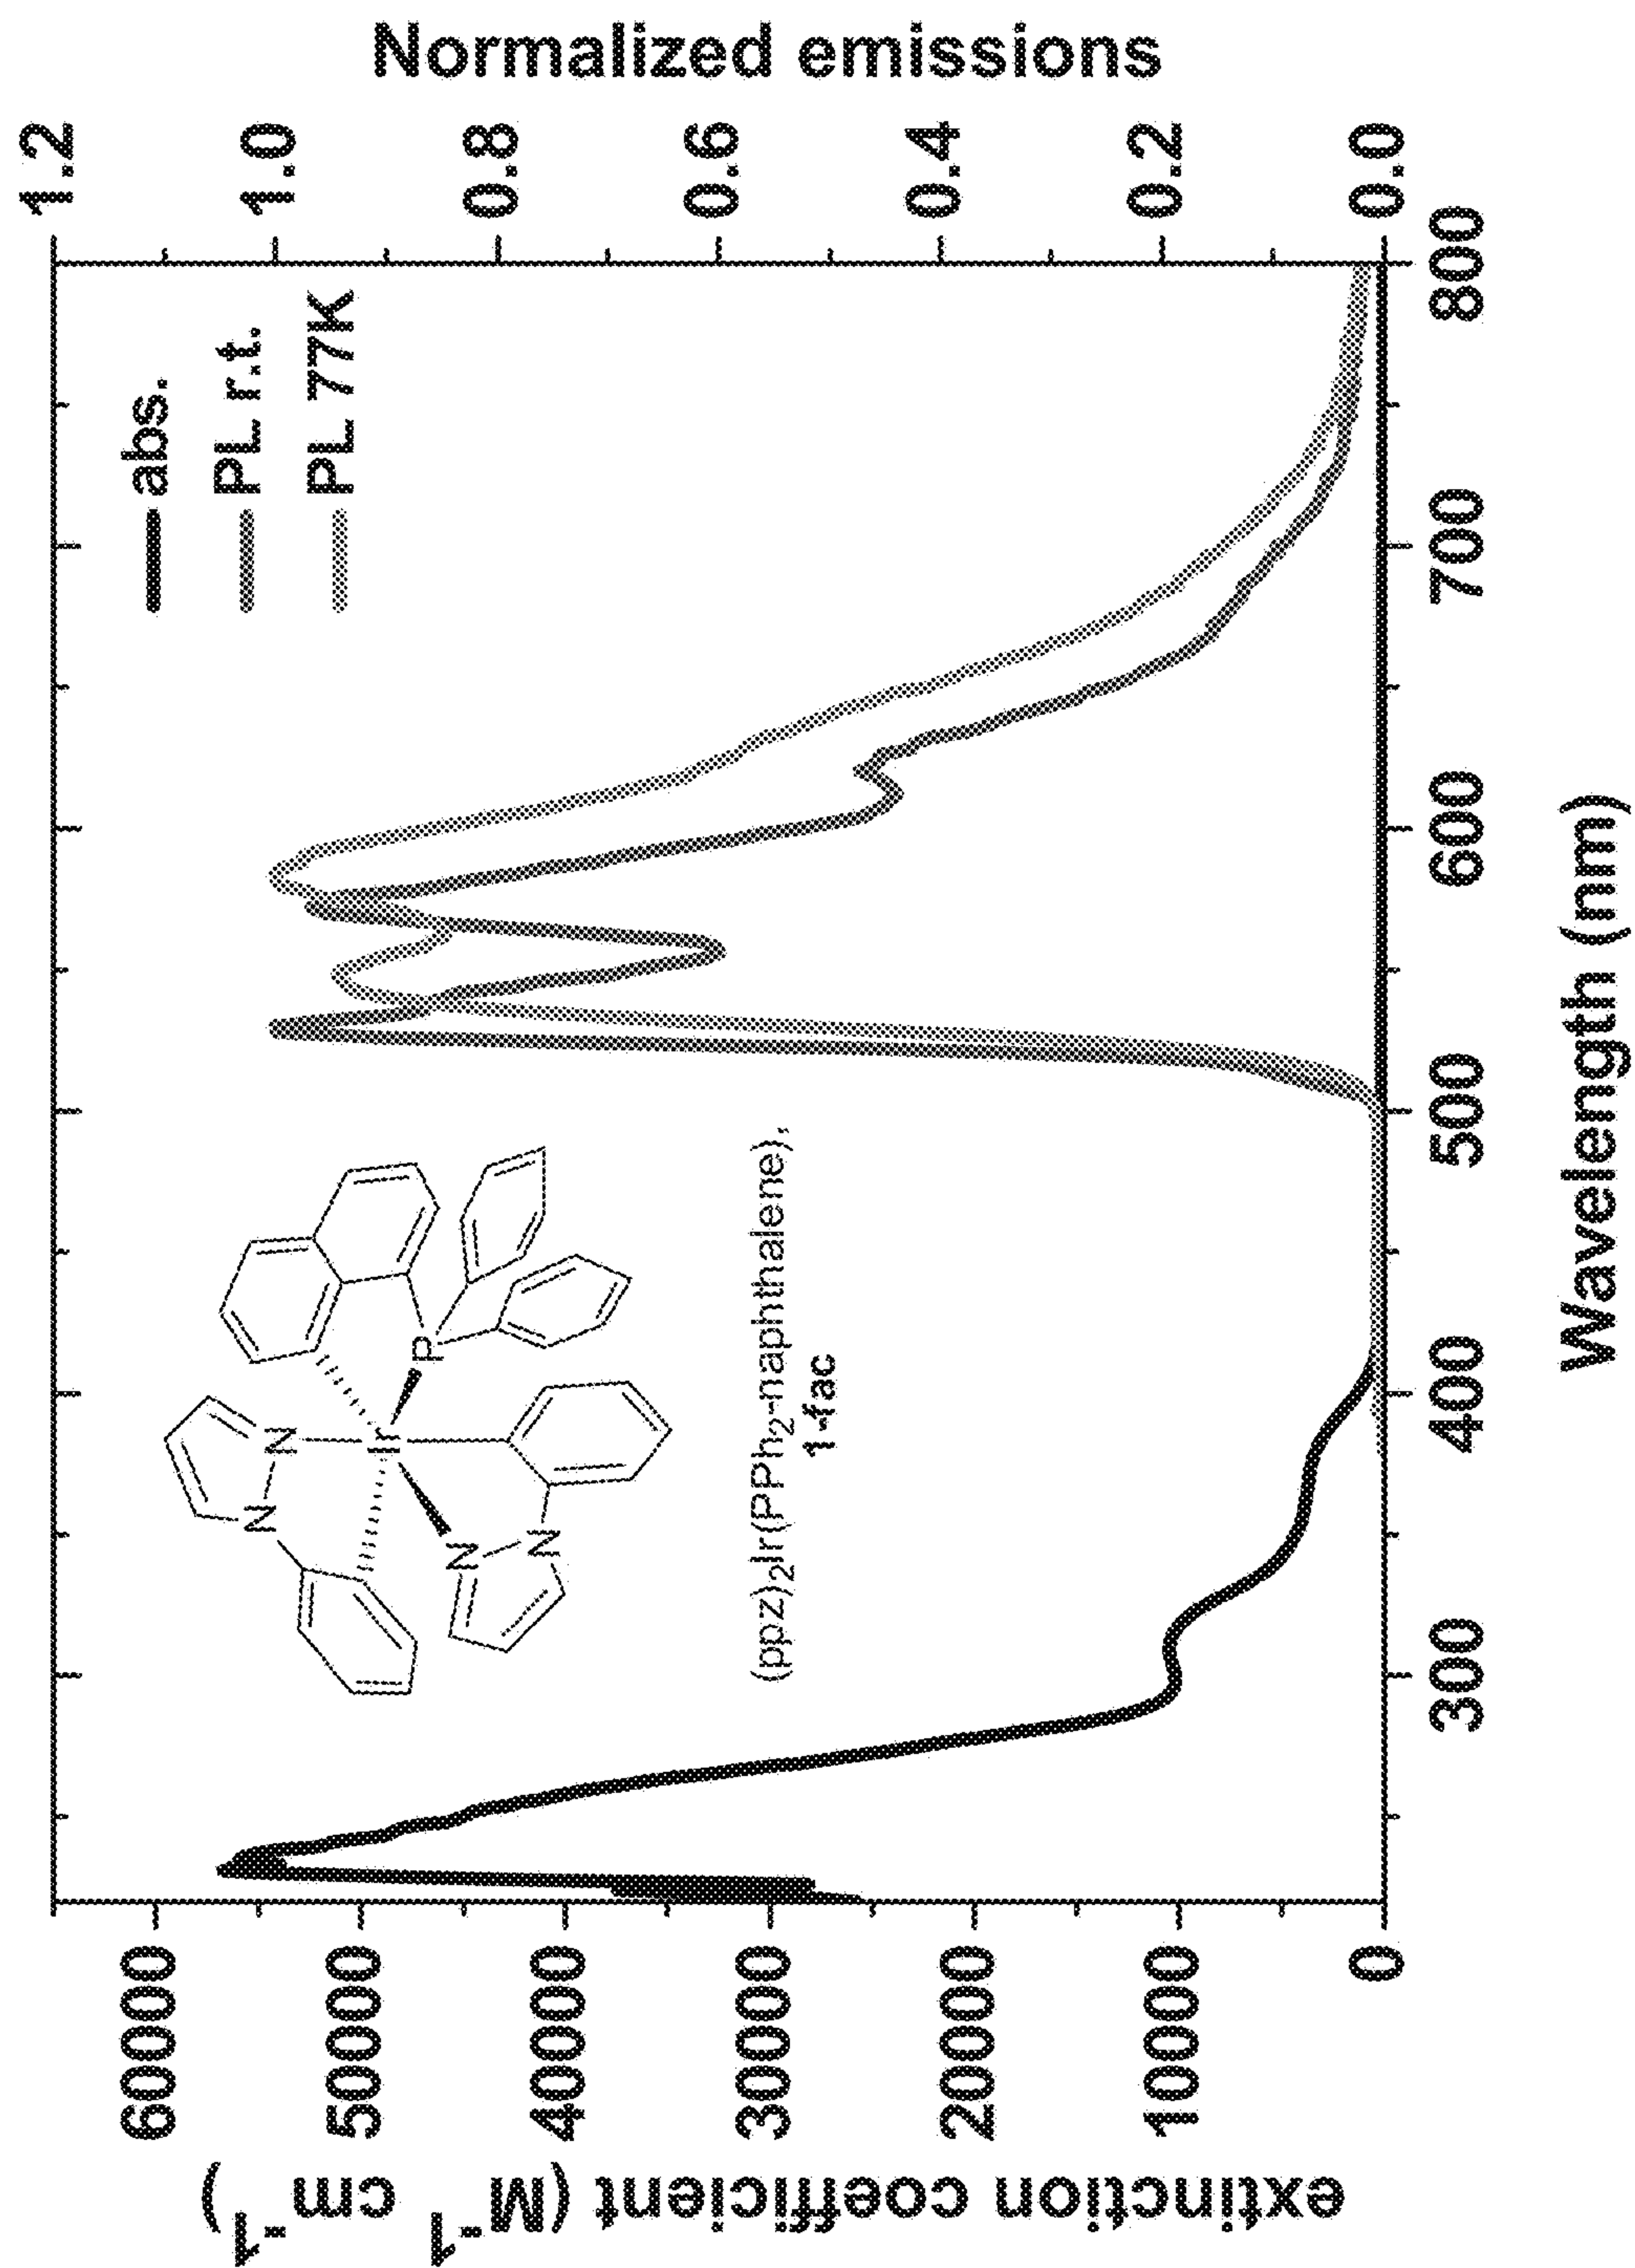 Normalized emissions
1.2
1.0
0.8
0.6
0.4
0.2
0.0
abs.
PL r.t.
PL 77K
N
N
Ir
P
N
N
(ppz)₂Ir(PPh₂-naphthalene),
1-fac
60000
50000
40000
30000
20000
10000
0
extinction coefficient (M⁻¹ cm⁻¹)
300
400
500
600
700
800
Wavelength (nm)